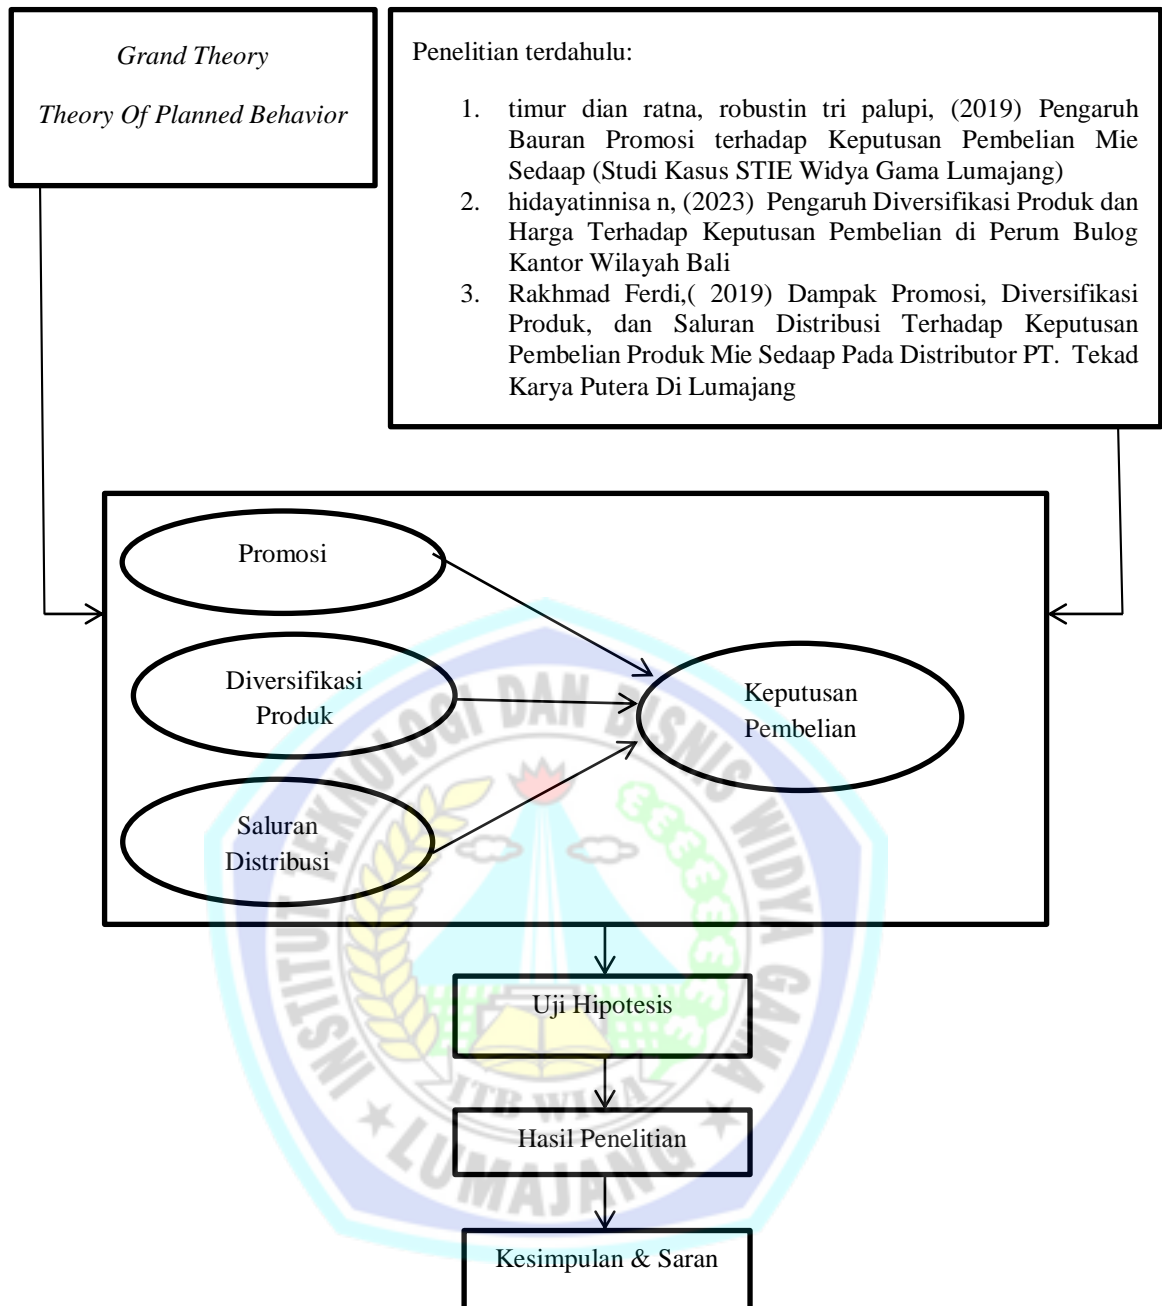 Grand Theory
Theory Of Planned Behavior
Penelitian terdahulu:
1. timur dian ratna, robustin tri palupi, (2019) Pengaruh
Bauran Promosi terhadap Keputusan Pembelian Mie
Sedaap (Studi Kasus STIE Widya Gama Lumajang)
2. hidayatinnisa n, (2023) Pengaruh Diversifikasi Produk dan
Harga Terhadap Keputusan Pembelian di Perum Bulog
Kantor Wilayah Bali
3. Rakhmad Ferdi,( 2019) Dampak Promosi, Diversifikasi
Produk, dan Saluran Distribusi Terhadap Keputusan
Pembelian Produk Mie Sedaap Pada Distributor PT. Tekad
Karya Putera Di Lumajang
Promosi
Diversifikasi
Produk
Keputusan
Pembelian
Saluran
Distribusi
INSTITUT TEKNOLOGI DAN BISNIS WIDYA GAMA
ITB WIGA
LUMAJANG
Uji Hipotesis
Hasil Penelitian
Kesimpulan & Saran